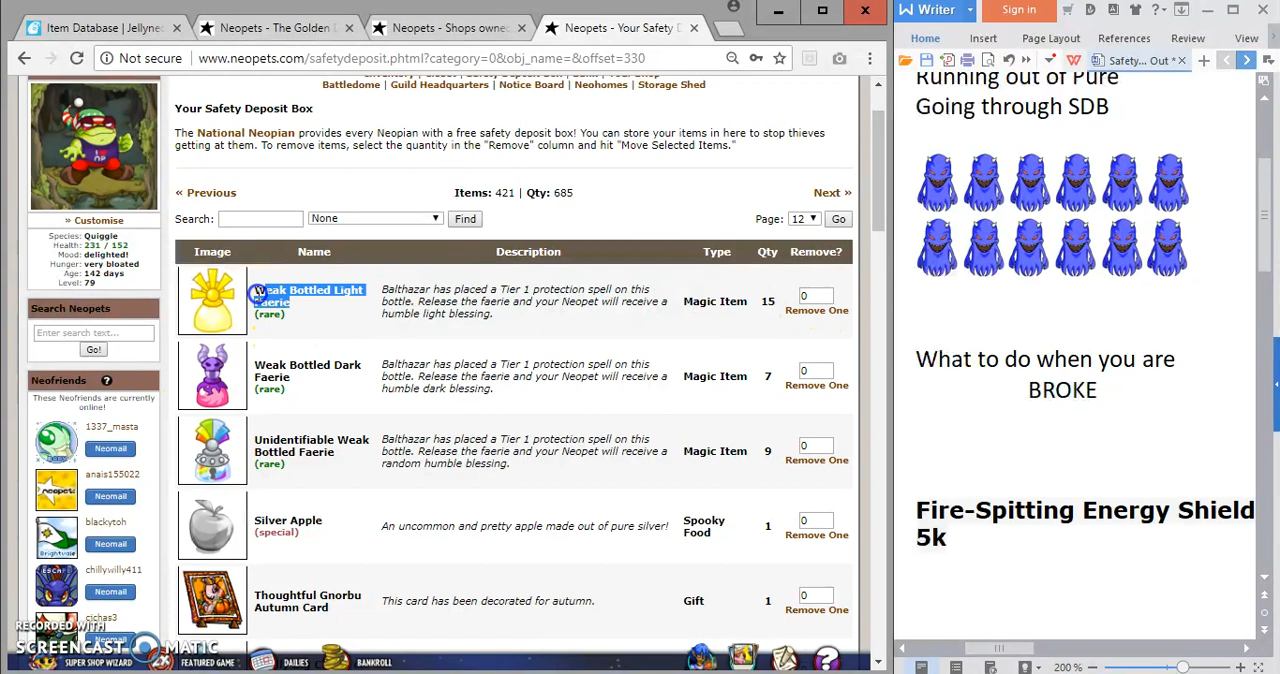 Item Database | Jellyne
Neopets - The Golden
Neopets - Shops owne
Neopets - Your Safety D
Not secure
www.neopets.com/safetydeposit.phtml?category=0&obj_name=&offset=330
Battledome | Guild Headquarters | Notice Board | Neohomes | Storage Shed
Your Safety Deposit Box
The National Neopian provides every Neopian with a free safety deposit box! You can store your items in here to stop thieves
getting at them. To remove items, select the quantity in the "Remove" column and hit "Move Selected Items."
« Previous
Items: 421 | Qty: 685
Next »
Search:
None
Find
Page: 12
Go
Image
Name
Description
Type
Qty
Remove?
Weak Bottled Light
Faerie
(rare)
Balthazar has placed a Tier 1 protection spell on this
bottle. Release the faerie and your Neopet will receive a
humble light blessing.
Magic Item
15
0
Remove One
Weak Bottled Dark
Faerie
(rare)
Balthazar has placed a Tier 1 protection spell on this
bottle. Release the faerie and your Neopet will receive a
humble dark blessing.
Magic Item
7
0
Remove One
Unidentifiable Weak
Bottled Faerie
(rare)
Balthazar has placed a Tier 1 protection spell on this
bottle. Release the faerie and your Neopet will receive a
random humble blessing.
Magic Item
9
0
Remove One
Silver Apple
(special)
An uncommon and pretty apple made out of pure silver!
Spooky
Food
1
0
Remove One
Thoughtful Gnorbu
Autumn Card
This card has been decorated for autumn.
Gift
1
0
Remove One
» Customise
Species: Quiggle
Health: 231 / 152
Mood: delighted!
Hunger: very bloated
Age: 142 days
Level: 79
Search Neopets
Enter search text...
Go!
Neofriends
These Neofriends are currently
online!
1337_masta
Neomail
anais155022
Neomail
blackytoh
Neomail
chillywilly411
Neomail
cjchas3
RECORDED WITH
SCREENCAST MATIC
SUPER SHOP WIZARD
FEATURED GAME
DAILIES
BANKROLL
Writer
Sign in
Home
Insert
Page Layout
References
Review
View
Safety... Out *
Running out of Pure
Going through SDB
What to do when you are
BROKE
Fire-Spitting Energy Shield
5k
200 %